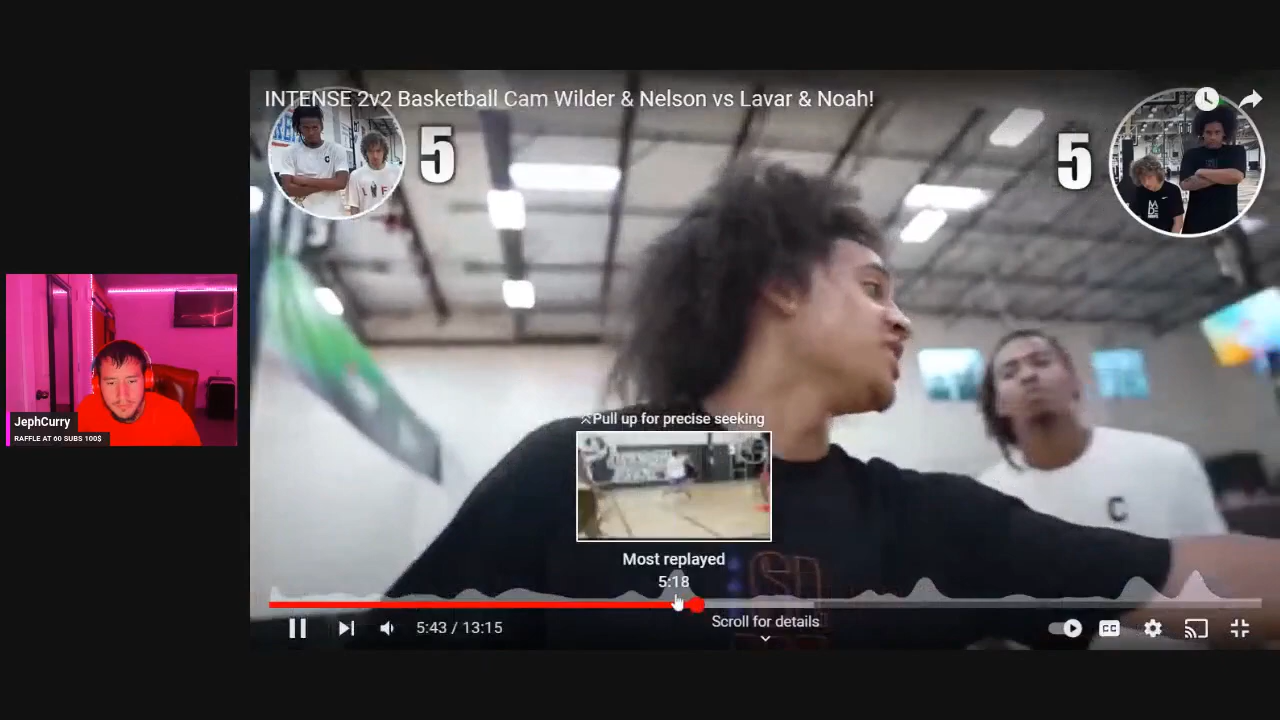 INTENSE 2v2 Basketball Cam Wilder & Nelson vs Lavar & Noah!
5
5
JephCurry
RAFFLE AT 60 SUBS 100$
C
Pull up for precise seeking
Most replayed
5:18
Scroll for details
5:43 / 13:15
CC